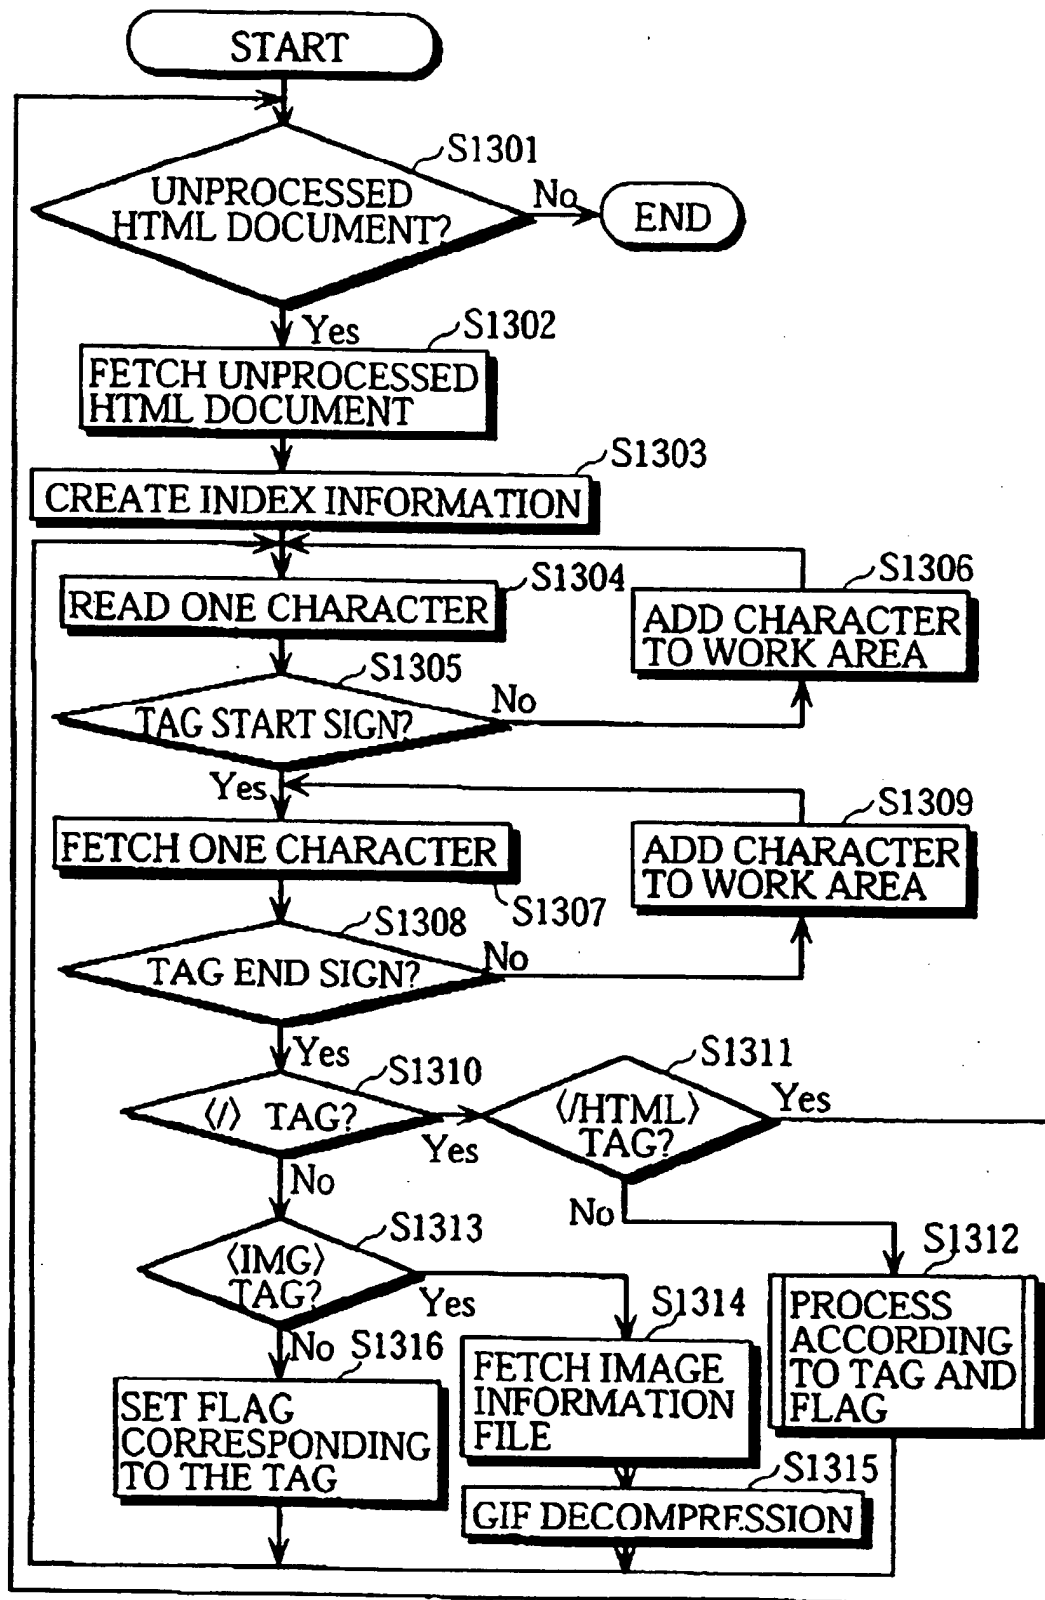 START
S1301
UNPROCESSED
HTML DOCUMENT?
No
END
Yes
S1302
FETCH UNPROCESSED
HTML DOCUMENT
S1303
CREATE INDEX INFORMATION
S1304
READ ONE CHARACTER
S1306
ADD CHARACTER
TO WORK AREA
S1305
TAG START SIGN?
No
Yes
S1309
ADD CHARACTER
TO WORK AREA
FETCH ONE CHARACTER
S1307
S1308
TAG END SIGN?
No
Yes
S1310
〈/〉 TAG?
Yes
S1311
〈/HTML〉
TAG?
Yes
No
No
S1313
〈IMG〉
TAG?
Yes
S1312
PROCESS
ACCORDING
TO TAG AND
FLAG
S1314
FETCH IMAGE
INFORMATION
FILE
No
S1316
SET FLAG
CORRESPONDING
TO THE TAG
S1315
GIF DECOMPRESSION